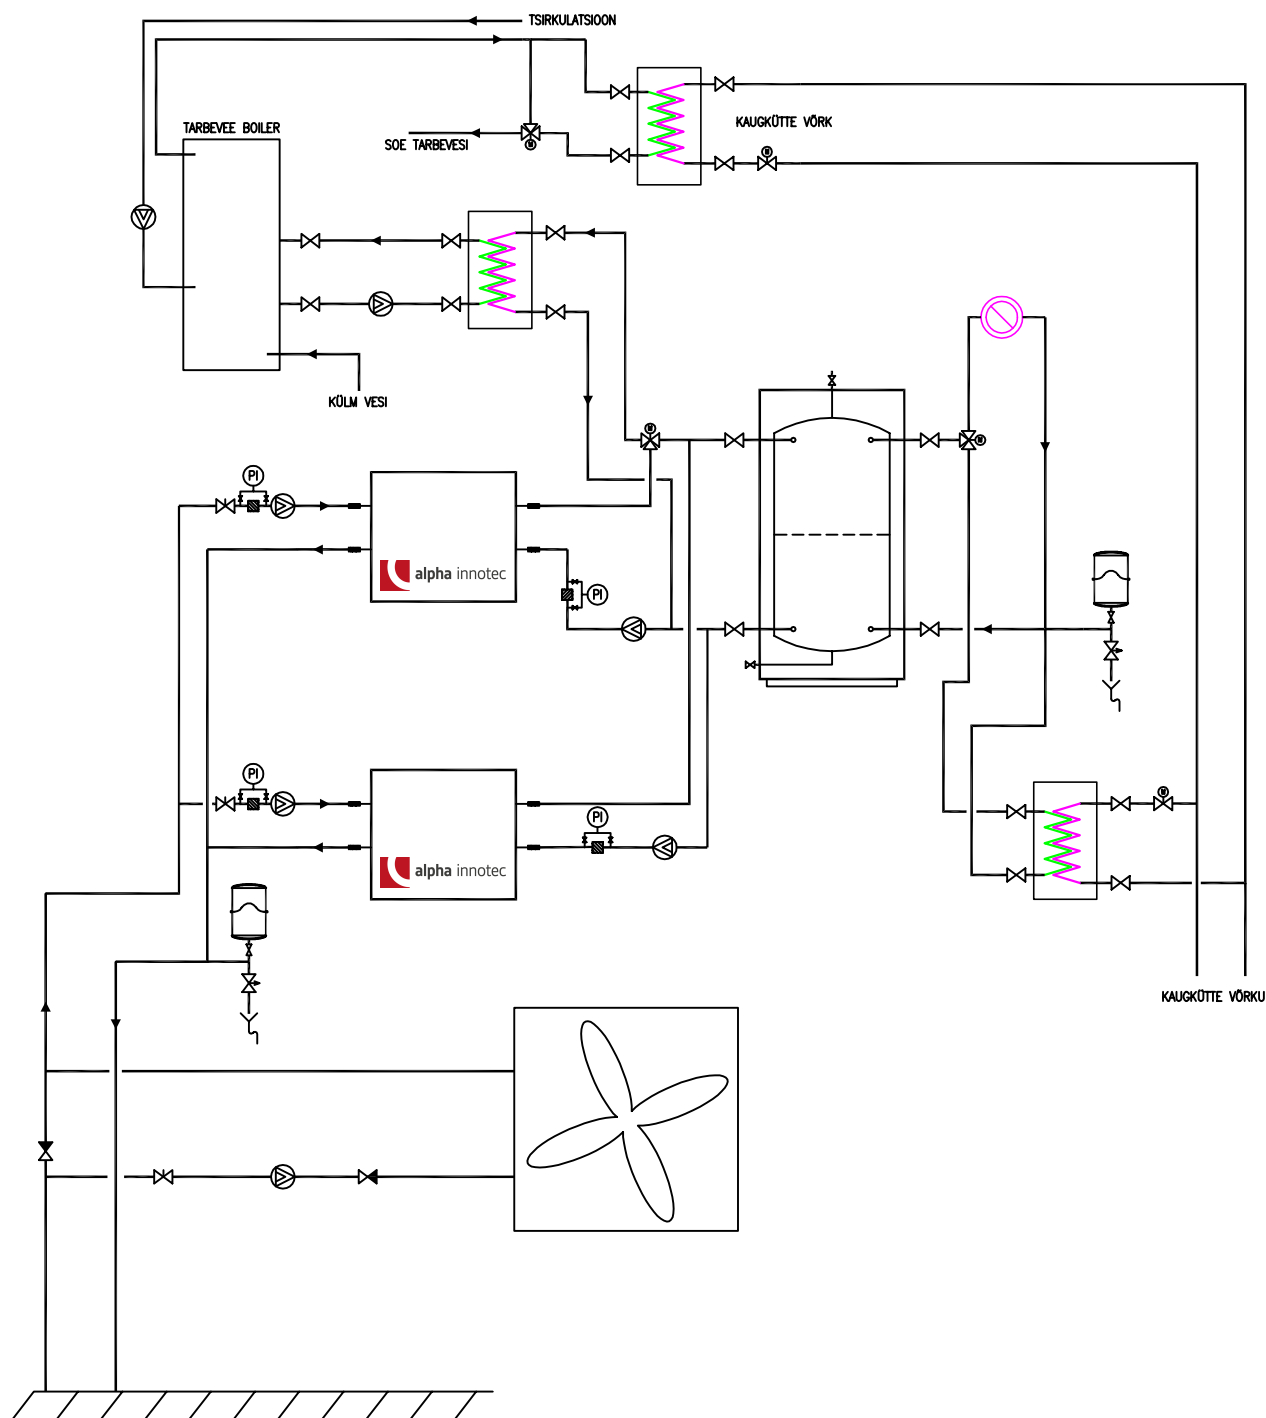 TSIRKULATSIOON
KAUGKÜTTE VÕRK
TARBEVEE BOILER
SOE TARBEVESI
M
M
KÜLM VESI
M
M
PI
alpha innotec
PI
PI
M
PI
alpha innotec
KAUGKÜTTE VÕRKU